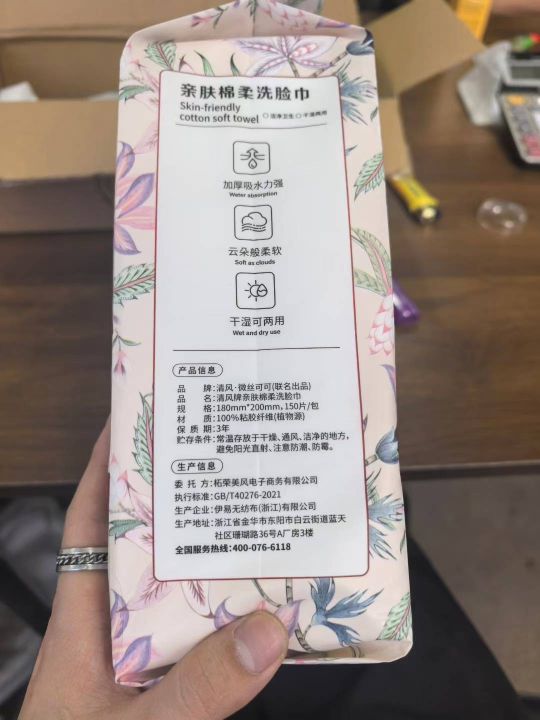 亲肤棉柔洗脸巾
Skin-friendly
cotton soft towel ○洁净卫生○干湿两用
加厚吸水力强
Water absorption
云朵般柔软
Soft as clouds
干湿可两用
Wet and dry use
产品信息
品 牌:清风·微丝可可(联名出品)
品 名:清风牌亲肤棉柔洗脸巾
规 格:180mm*200mm,150片/包
材 质:100%粘胶纤维(植物源)
保 质 期:3年
贮存条件:常温存放于干燥、通风、洁净的地方,
避免阳光直射、注意防潮、防霉。
生产信息
委 托 方:柘荣美风电子商务有限公司
执行标准:GB/T40276-2021
生产企业:伊易无纺布(浙江)有限公司
生产地址:浙江省金华市东阳市白云街道蓝天
社区珊瑚路36号A厂房3楼
全国服务热线:400-076-6118